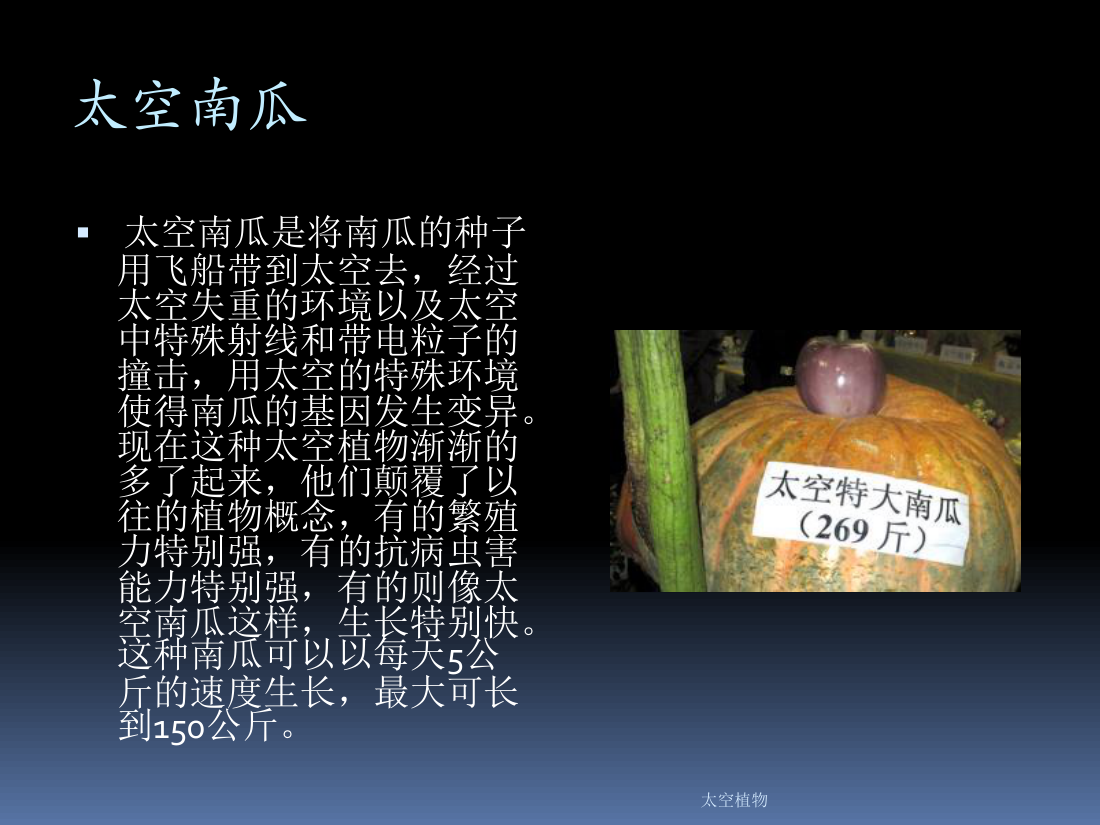 太空南瓜
▪ 太空南瓜是将南瓜的种子
用飞船带到太空去，经过
太空失重的环境以及太空
中特殊射线和带电粒子的
撞击，用太空的特殊环境
使得南瓜的基因发生变异。
现在这种太空植物渐渐的
多了起来，他们颠覆了以
往的植物概念，有的繁殖
力特别强，有的抗病虫害
能力特别强，有的则像太
空南瓜这样，生长特别快。
这种南瓜可以以每天5公
斤的速度生长，最大可长
到150公斤。
太空特大南瓜
（269 斤）
太空植物